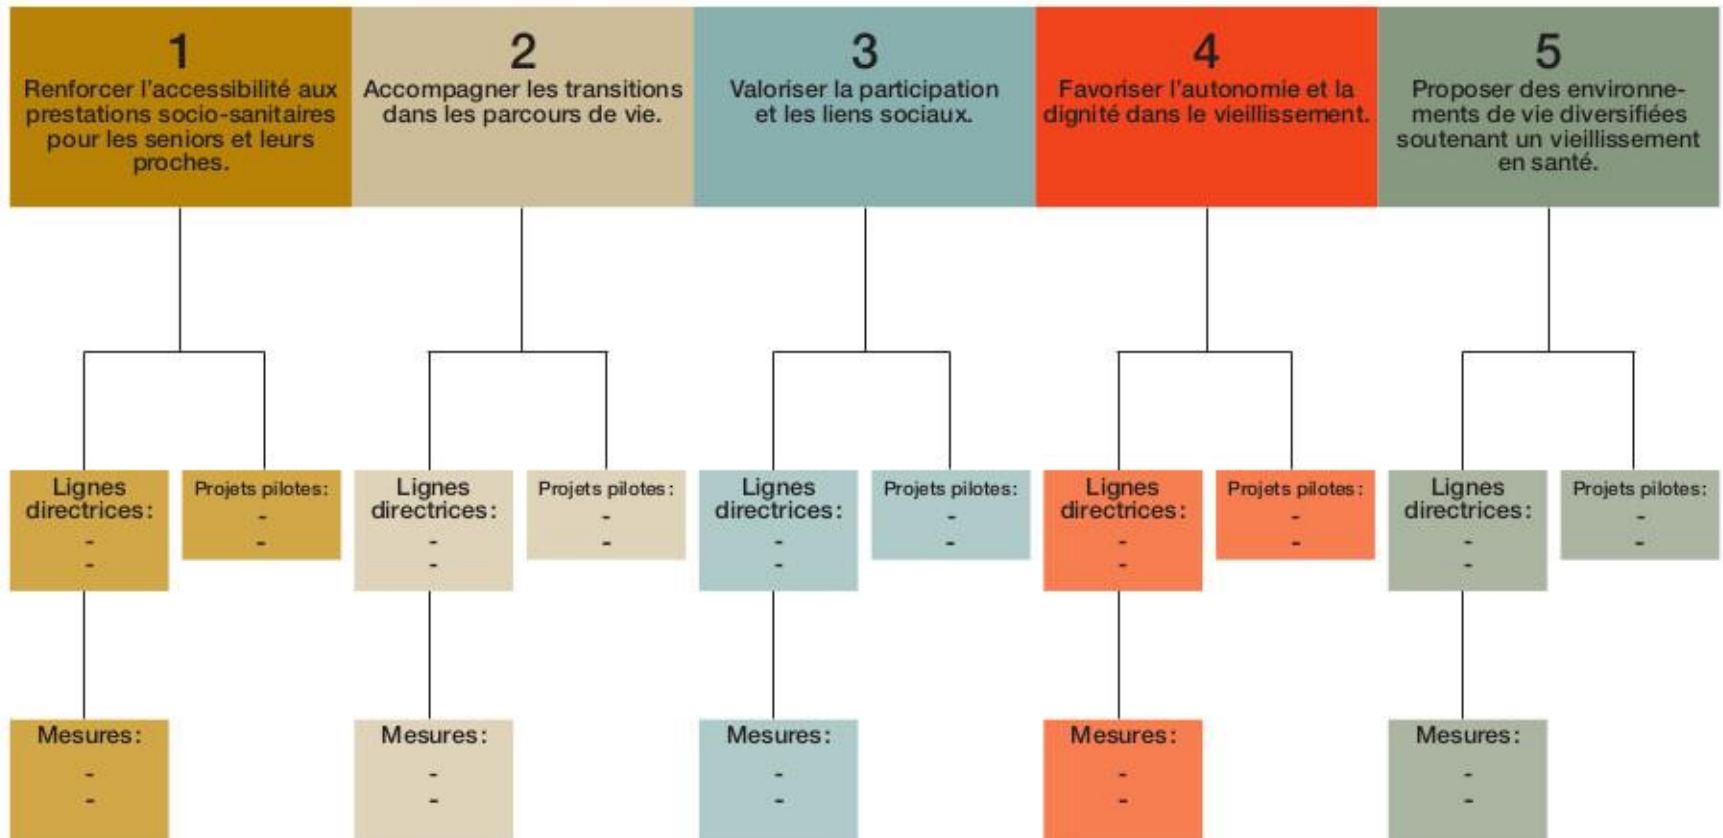 1
Renforcer l'accessibilité aux
prestations socio-sanitaires
pour les seniors et leurs
proches.
2
Accompagner les transitions
dans les parcours de vie.
3
Valoriser la participation
et les liens sociaux.
4
Favoriser l'autonomie et la
dignité dans le vieillissement.
5
Proposer des environne-
ments de vie diversifiées
soutenant un vieillissement
en santé.
Lignes
directrices:
-
-
Projets pilotes:
-
-
Lignes
directrices:
-
-
Projets pilotes:
-
-
Lignes
directrices:
-
-
Projets pilotes:
-
-
Lignes
directrices:
-
-
Projets pilotes:
-
-
Lignes
directrices:
-
-
Projets pilotes:
-
-
Mesures:
-
-
Mesures:
-
-
Mesures:
-
-
Mesures:
-
-
Mesures:
-
-